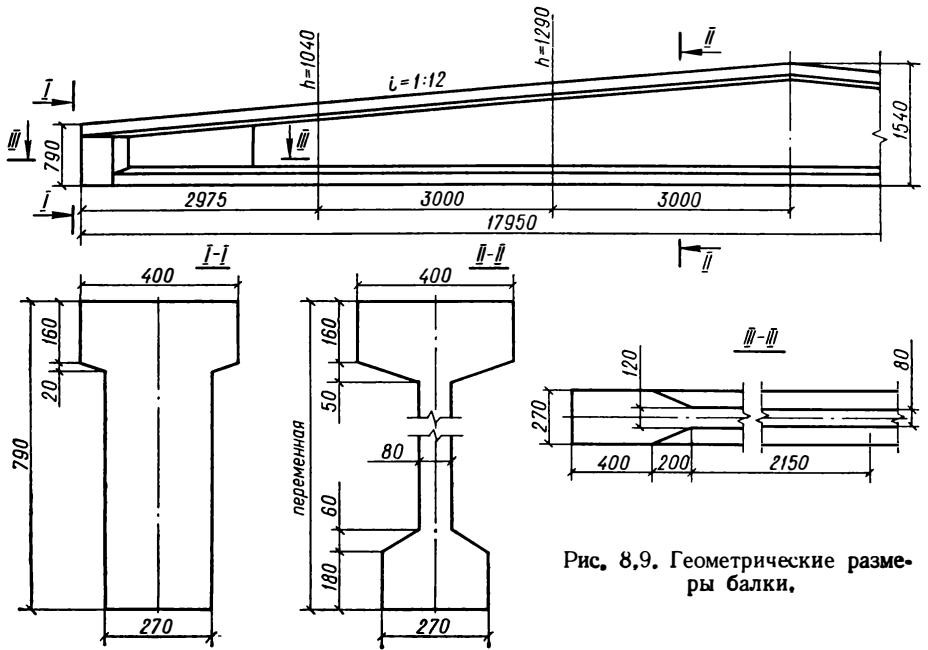 I
II
h=1040
h=1290
i=1:12
III
III
790
1540
2975
3000
3000
17950
I
II
I-I
II-II
400
400
160
20
790
270
160
50
переменная
80
60
180
270
III-III
120
80
270
400
200
2150
Рис. 8,9. Геометрические разме-
ры балки.